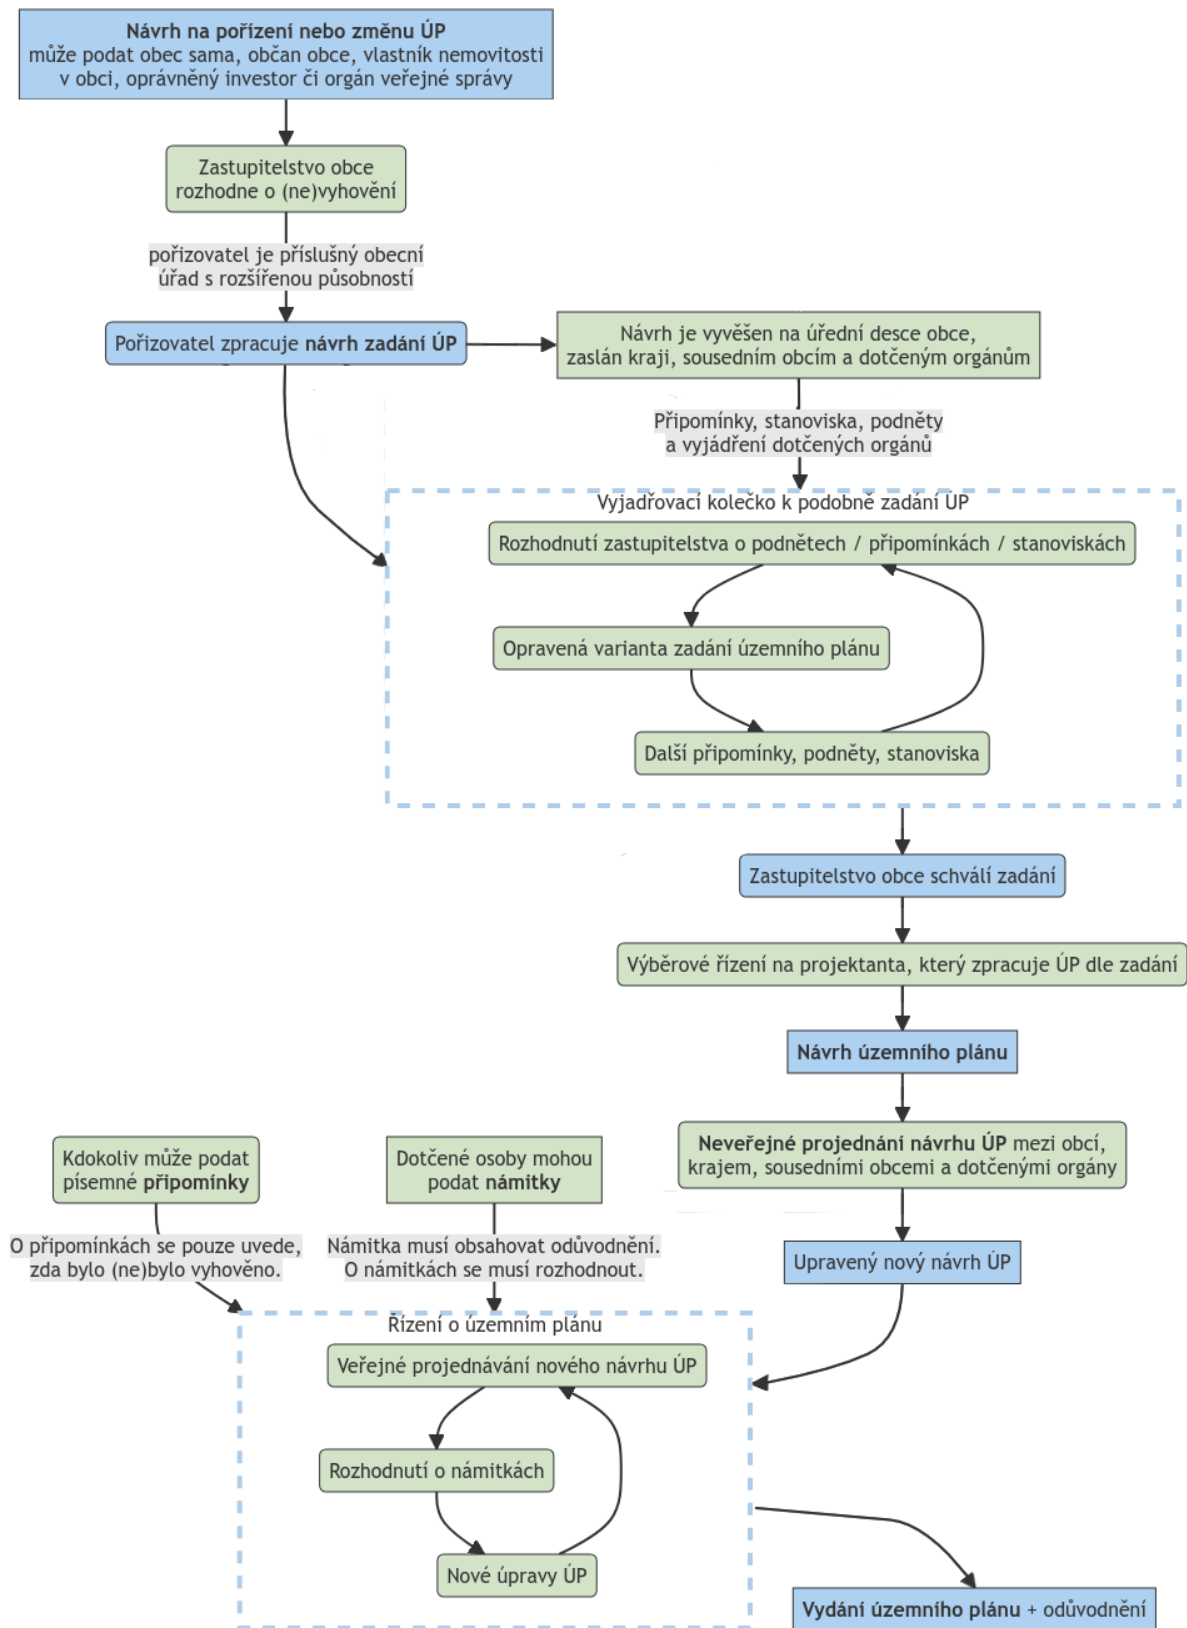 Návrh na pořízení nebo změnu ÚP
může podat obec sama, občan obce, vlastník nemovitosti
v obci, oprávněný investor či orgán veřejné správy
Zastupitelstvo obce
rozhodne o (ne)vyhovění
pořizovatel je příslušný obecní
úřad s rozšířenou působností
Pořizovatel zpracuje návrh zadání ÚP
Návrh je vyvěšen na úřední desce obce,
zaslán kraji, sousedním obcím a dotčeným orgánům
Připomínky, stanoviska, podněty
a vyjádření dotčených orgánů
Vyjadřovací kolečko k podobně zadání ÚP
Rozhodnutí zastupitelstva o podnětech / připomínkách / stanoviskách
Opravená varianta zadání územního plánu
Další připomínky, podněty, stanoviska
Zastupitelstvo obce schválí zadání
Výběrové řízení na projektanta, který zpracuje ÚP dle zadání
Návrh územního plánu
Neveřejné projednání návrhu ÚP mezi obcí,
krajem, sousedními obcemi a dotčenými orgány
Upravený nový návrh ÚP
Kdokoliv může podat
písemné připomínky
O připomínkách se pouze uvede,
zda bylo (ne)bylo vyhověno.
Dotčené osoby mohou
podat námitky
Námitka musí obsahovat odůvodnění.
O námitkách se musí rozhodnout.
Řízení o územním plánu
Veřejné projednávání nového návrhu ÚP
Rozhodnutí o námitkách
Nové úpravy ÚP
Vydání územního plánu + odůvodnění